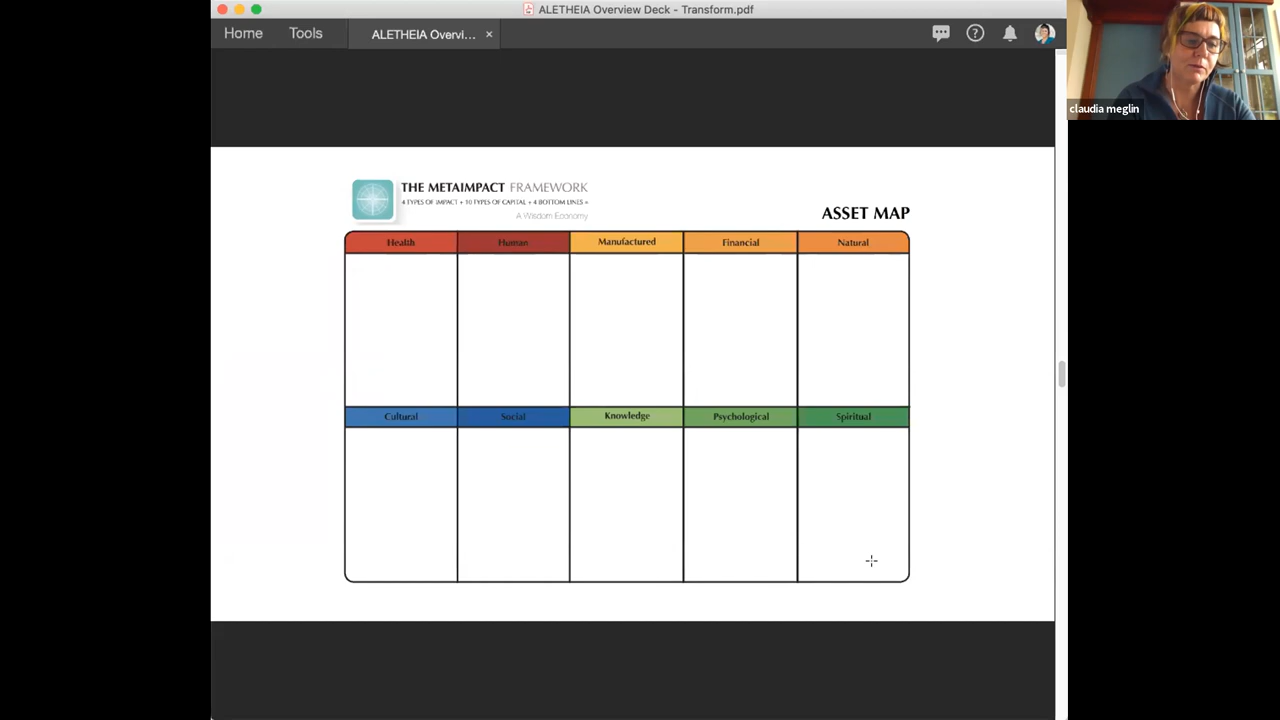 ALETHEIA Overview Deck - Transform.pdf
Home Tools ALETHEIA Overvi... ×
claudia meglin
THE METAIMPACT FRAMEWORK
4 TYPES OF IMPACT + 10 TYPES OF CAPITAL + 4 BOTTOM LINES =
A Wisdom Economy
ASSET MAP
Health Human Manufactured Financial Natural
Cultural Social Knowledge Psychological Spiritual